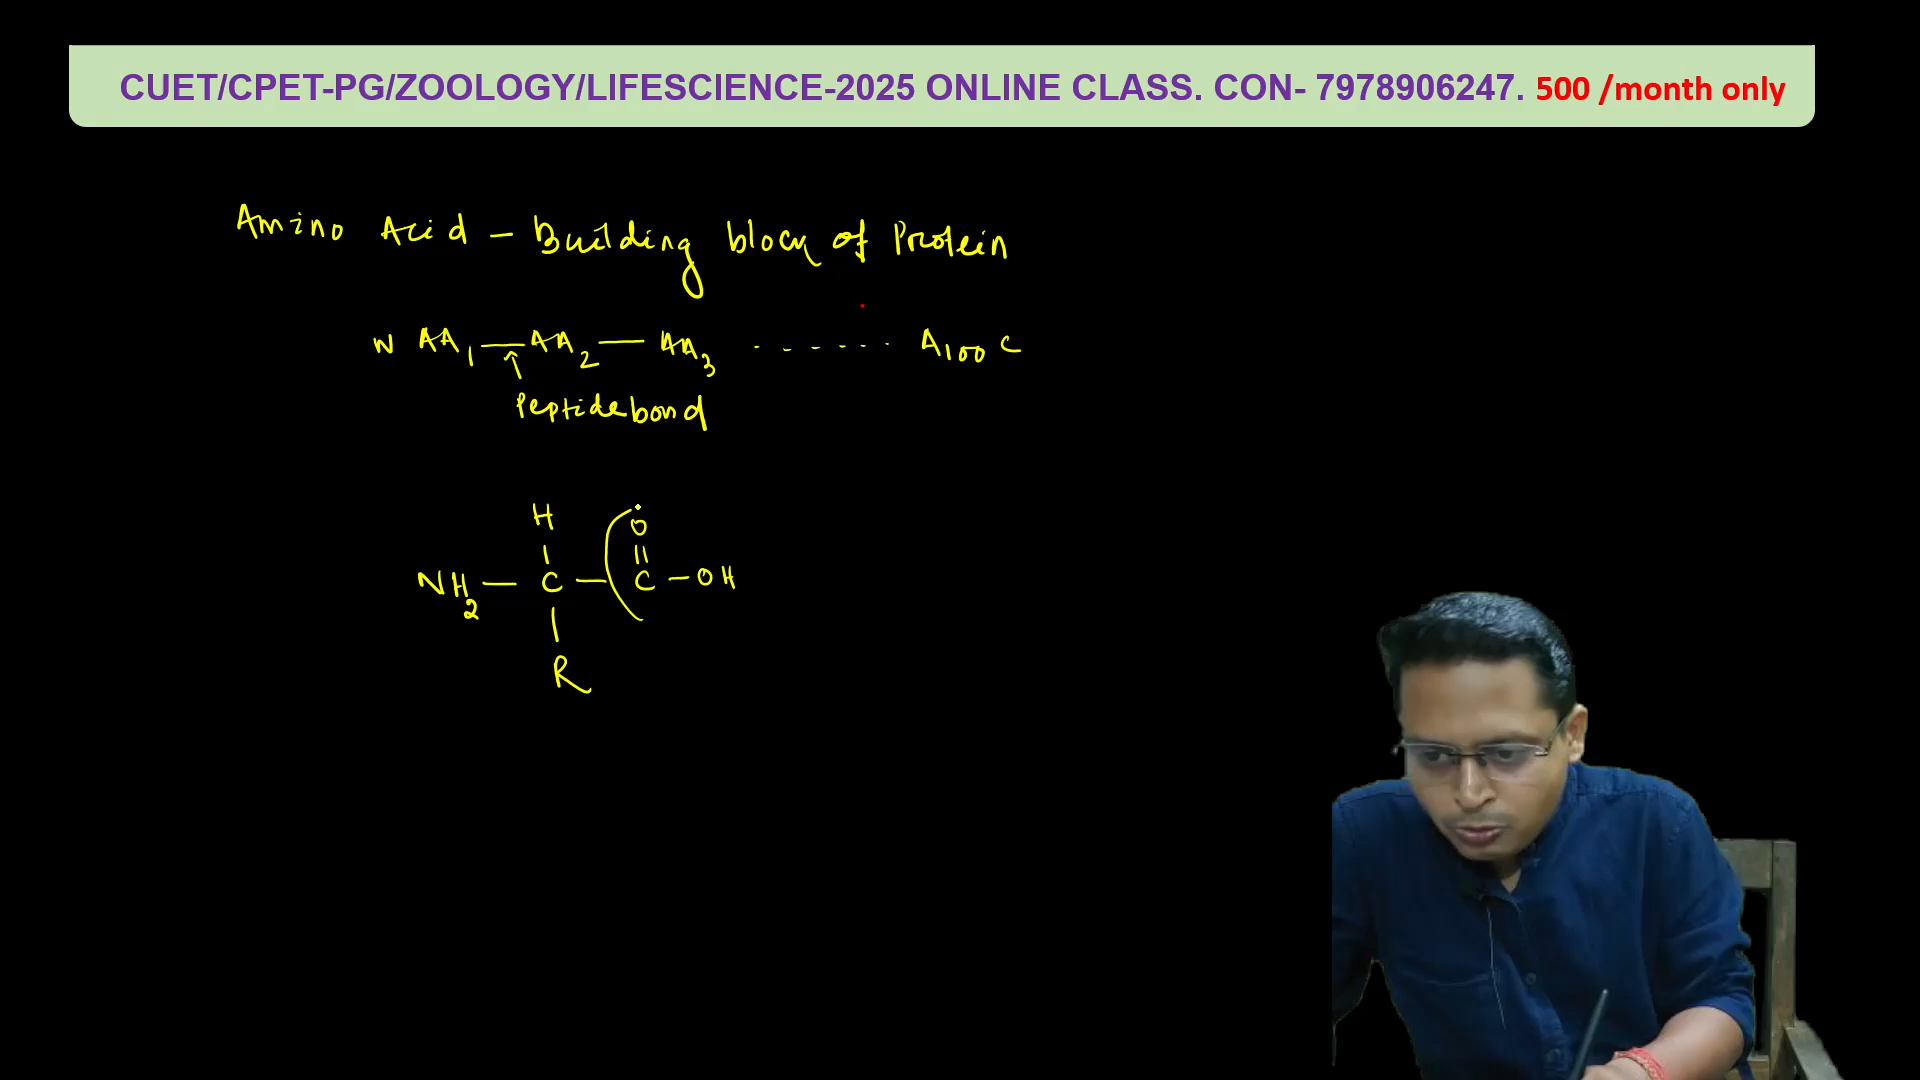 CUET/CPET-PG/ZOOLOGY/LIFESCIENCE-2025 ONLINE CLASS. CON- 7978906247. 500 /month only
Amino Acid – Building block of Protein
N AA1 — AA2 — AA3 ....... A100 C
↑
Peptide bond
H O
| ||
NH2 — C — C — OH
|
R